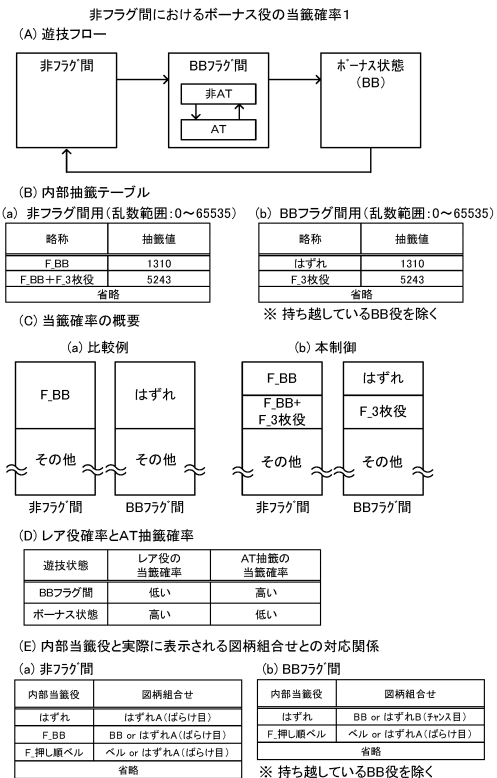 非フラグ間におけるボーナス役の当籤確率1
(A) 遊技フロー
非フラグ間
BBフラグ間
非AT
AT
ボーナス状態
(BB)
(B) 内部抽籤テーブル
(a) 非フラグ間用(乱数範囲:0～65535)
略称 抽籤値
F_BB 1310
F_BB+F_3枚役 5243
省略
(b) BBフラグ間用(乱数範囲:0～65535)
略称 抽籤値
はずれ 1310
F_3枚役 5243
省略
※ 持ち越しているBB役を除く
(C) 当籤確率の概要
(a) 比較例
F_BB
その他
非フラグ間
はずれ
その他
BBフラグ間
(b) 本制御
F_BB
F_BB+
F_3枚役
その他
非フラグ間
はずれ
F_3枚役
その他
BBフラグ間
(D) レア役確率とAT抽籤確率
遊技状態 レア役の当籤確率 AT抽籤の当籤確率
BBフラグ間 低い 高い
ボーナス状態 高い 低い
(E) 内部当籤役と実際に表示される図柄組合せとの対応関係
(a) 非フラグ間
内部当籤役 図柄組合せ
はずれ はずれA(ばらけ目)
F_BB BB or はずれA(ばらけ目)
F_押し順ベル ベル or はずれA(ばらけ目)
省略
(b) BBフラグ間
内部当籤役 図柄組合せ
はずれ BB or はずれB(チャンス目)
F_押し順ベル ベル or はずれA(ばらけ目)
省略
※ 持ち越しているBB役を除く